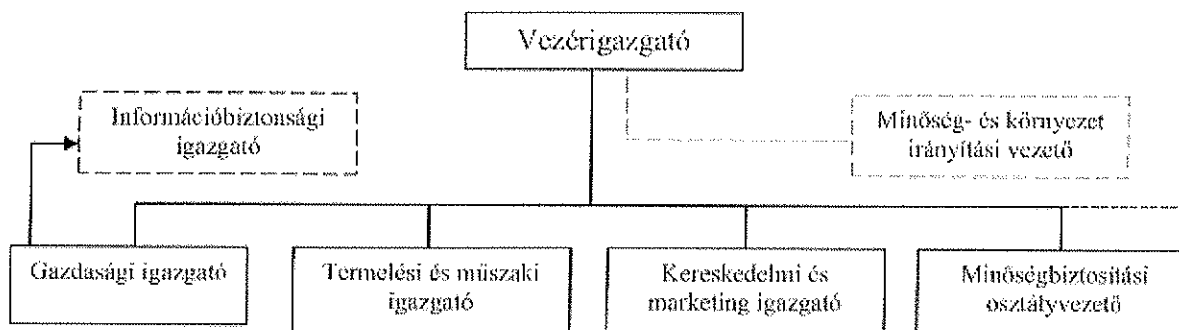 Vezérigazgató
Információbiztonsági
igazgató
Minőség- és környezet
irányítási vezető
Gazdasági igazgató
Termelési és műszaki
igazgató
Kereskedelmi és
marketing igazgató
Minőségbiztosítási
osztályvezető